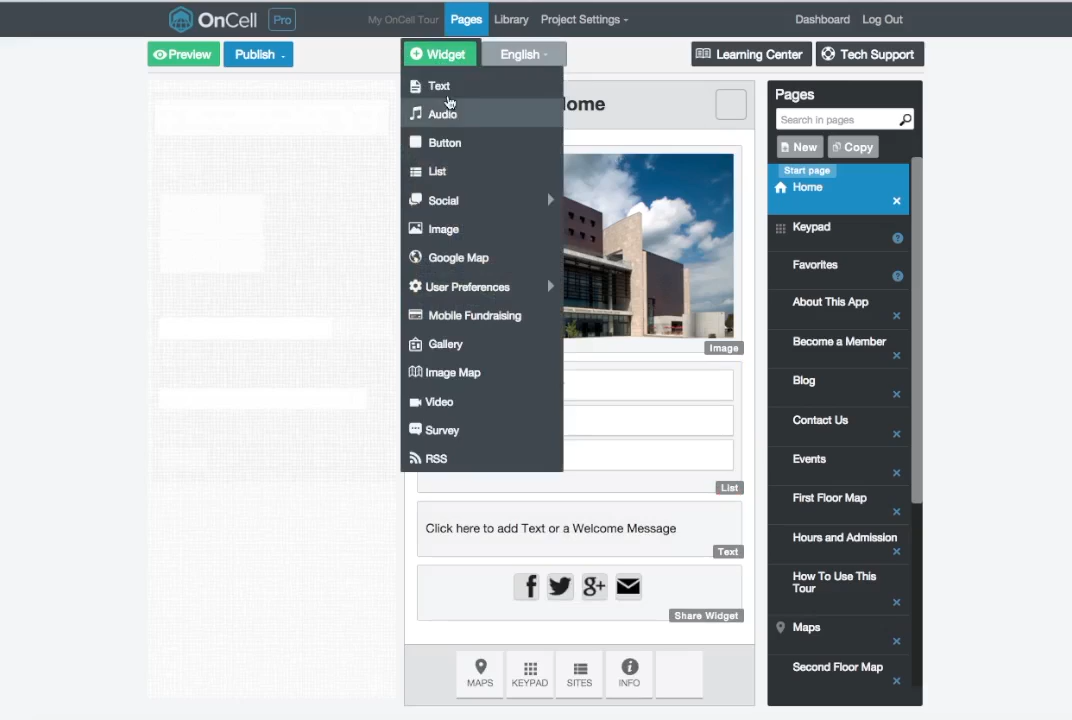 OnCell Pro
My OnCell Tour Pages Library Project Settings
Dashboard Log Out
Preview Publish
Widget English
Learning Center Tech Support
Text
Audio
Button
List
Social
Image
Google Map
User Preferences
Mobile Fundraising
Gallery
Image Map
Video
Survey
RSS
Image
List
Click here to add Text or a Welcome Message
Text
f g+
Share Widget
MAPS KEYPAD SITES INFO
Pages
Search in pages
New Copy
Start page
Home
Keypad
Favorites
About This App
Become a Member
Blog
Contact Us
Events
First Floor Map
Hours and Admission
How To Use This
Tour
Maps
Second Floor Map